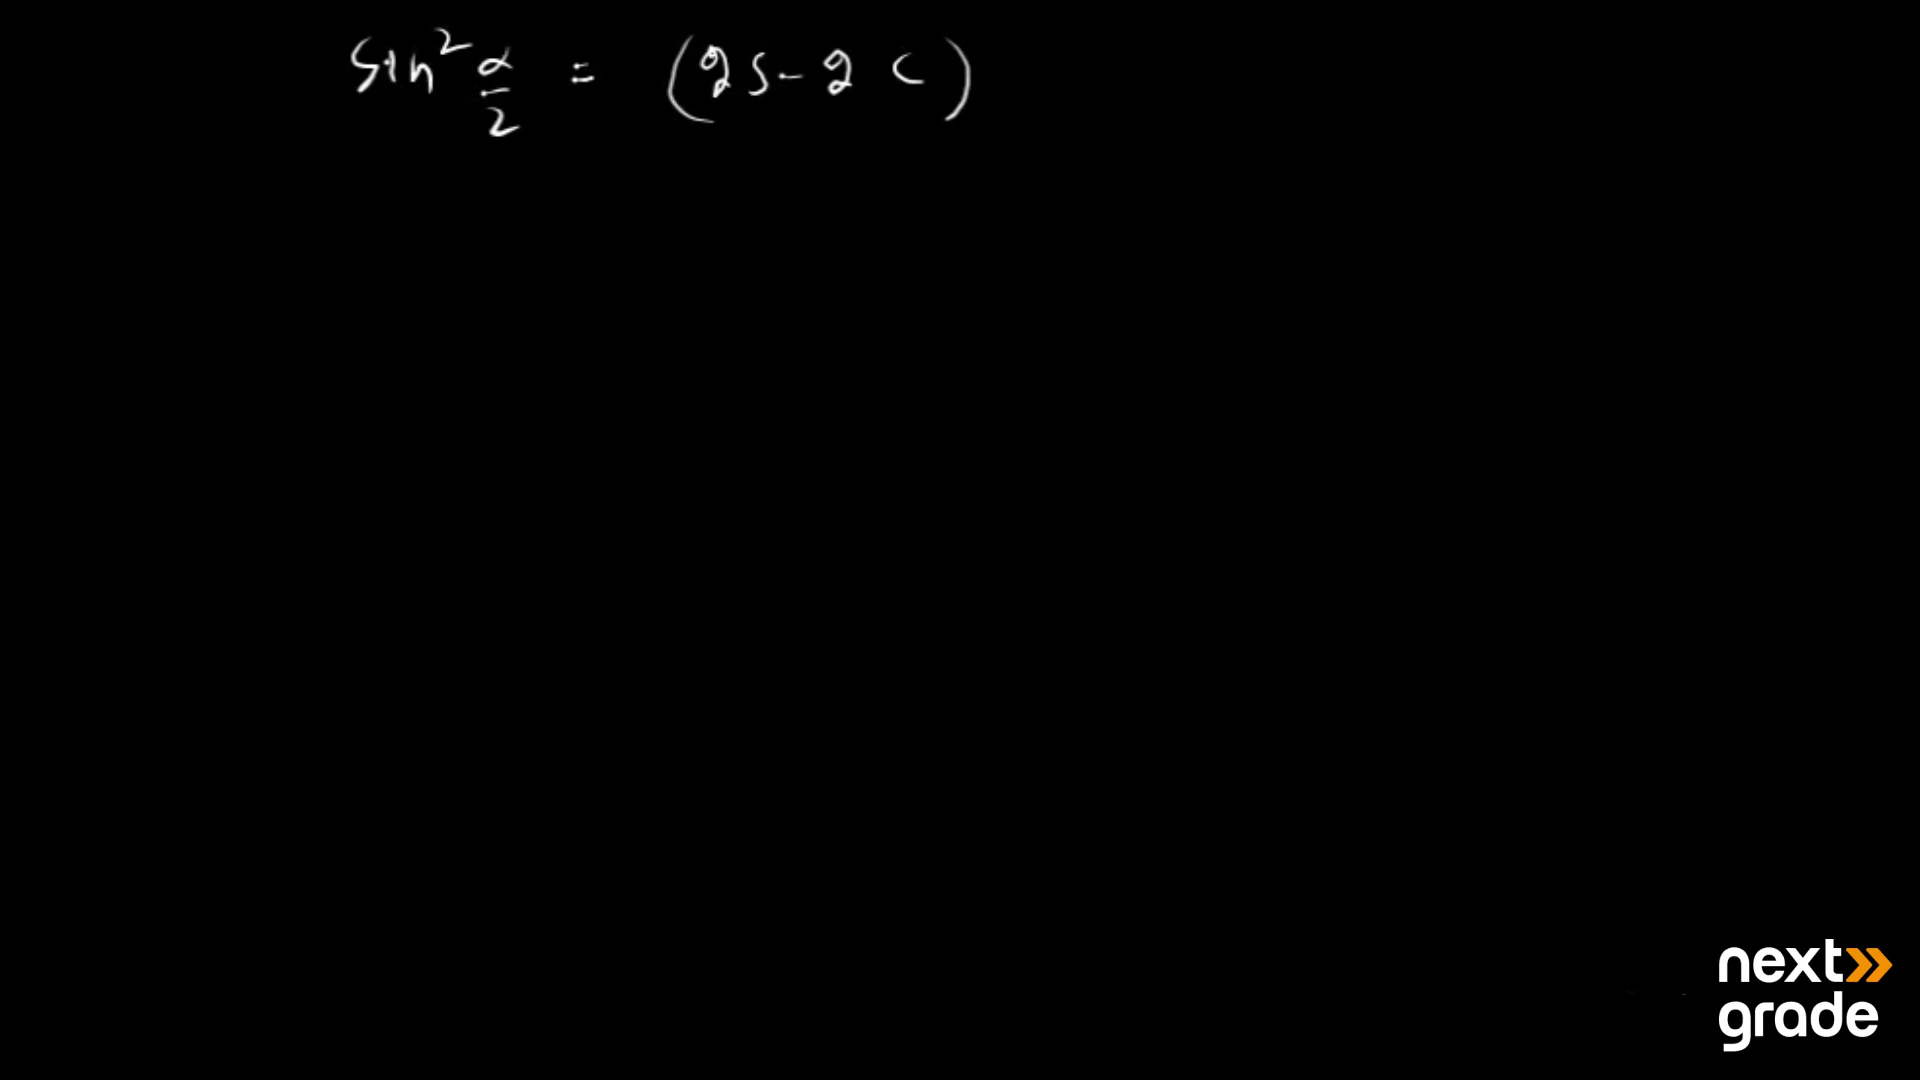 sin² α/2 = (2s - 2c)
next
grade